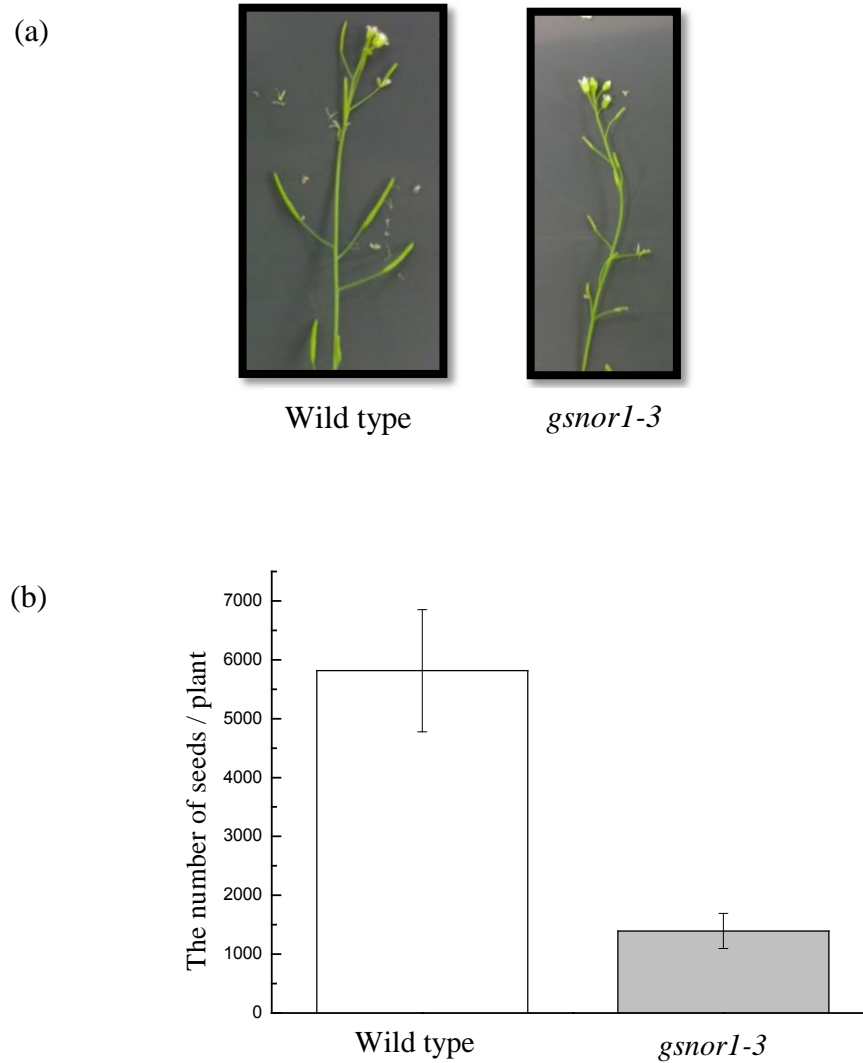 (a)
Wild type
gsnor1-3
(b)
The number of seeds / plant
7000
6000
5000
4000
3000
2000
1000
0
Wild type
gsnor1-3